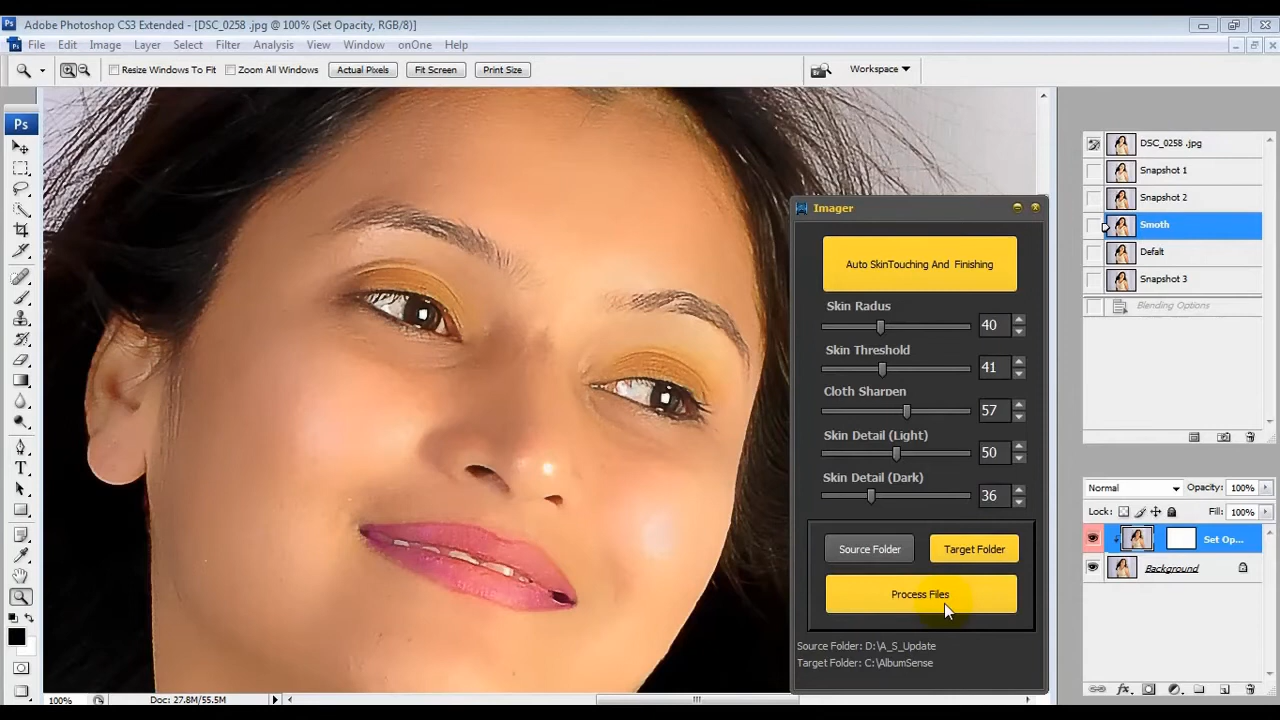 Adobe Photoshop CS3 Extended - [DSC_0258 .jpg @ 100% (Set Opacity, RGB/8)]
File Edit Image Layer Select Filter Analysis View Window onOne Help
Resize Windows To Fit Zoom All Windows Actual Pixels Fit Screen Print Size Workspace
Ps
DSC_0258 .jpg
Snapshot 1
Snapshot 2
Smoth
Defalt
Snapshot 3
Blending Options
Imager
Auto SkinTouching And Finishing
Skin Radus
40
Skin Threshold
41
Cloth Sharpen
57
Skin Detail (Light)
50
Skin Detail (Dark)
36
Source Folder Target Folder
Process Files
Source Folder: D:\A_S_Update
Target Folder: C:\AlbumSense
Normal Opacity: 100%
Lock: Fill: 100%
Set Op...
Background
100% Doc: 27.8M/55.5M